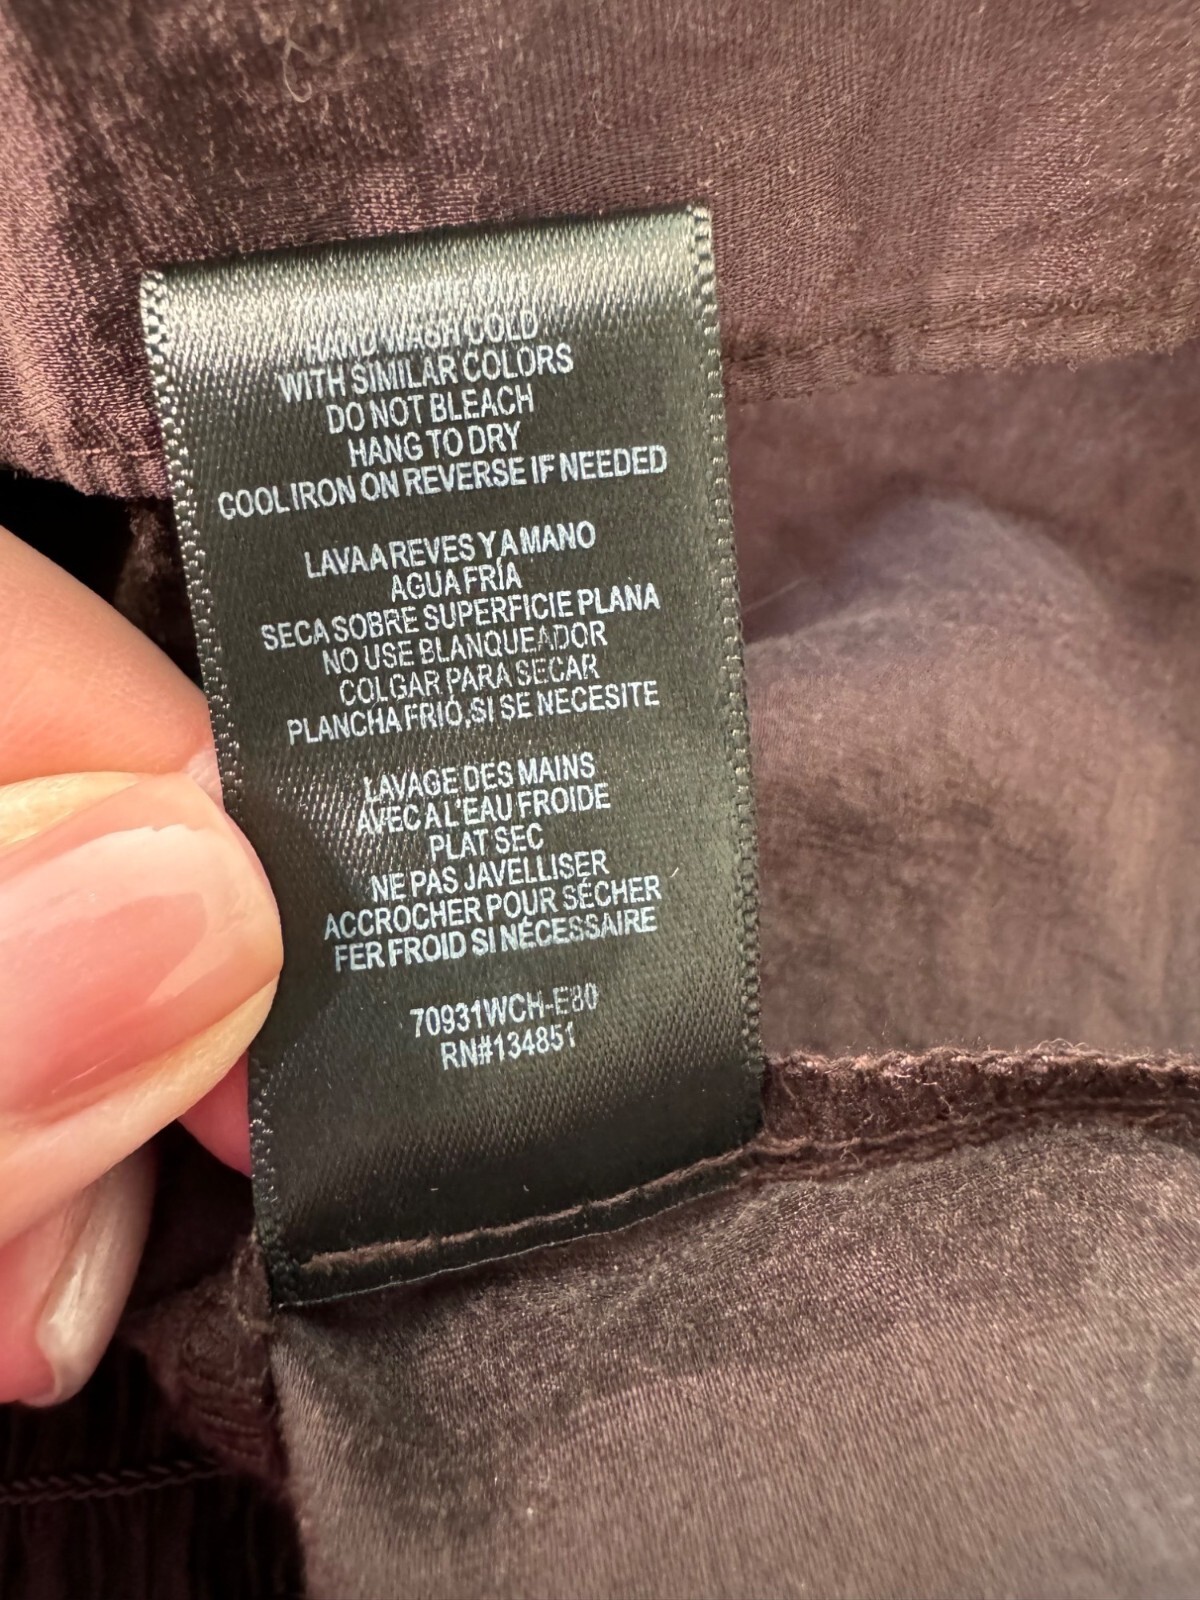 HAND WASH COLD
WITH SIMILAR COLORS
DO NOT BLEACH
HANG TO DRY
COOL IRON ON REVERSE IF NEEDED
LAVA A REVES Y A MANO
AGUA FRÍA
SECA SOBRE SUPERFICIE PLANA
NO USE BLANQUEADOR
COLGAR PARA SECAR
PLANCHA FRIÓ.SI SE NECESITE
LAVAGE DES MAINS
AVEC A L'EAU FROIDE
PLAT SEC
NE PAS JAVELLISER
ACCROCHER POUR SÉCHER
FER FROID SI NÉCESSAIRE
70931WCH-E80
RN#134851